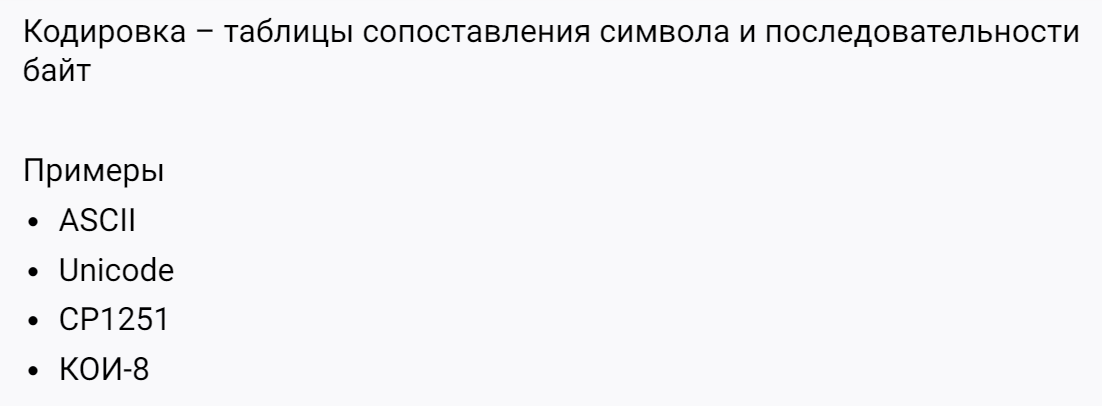 Кодировка – таблицы сопоставления символа и последовательности
байт
Примеры
• ASCII
• Unicode
• CP1251
• КОИ-8